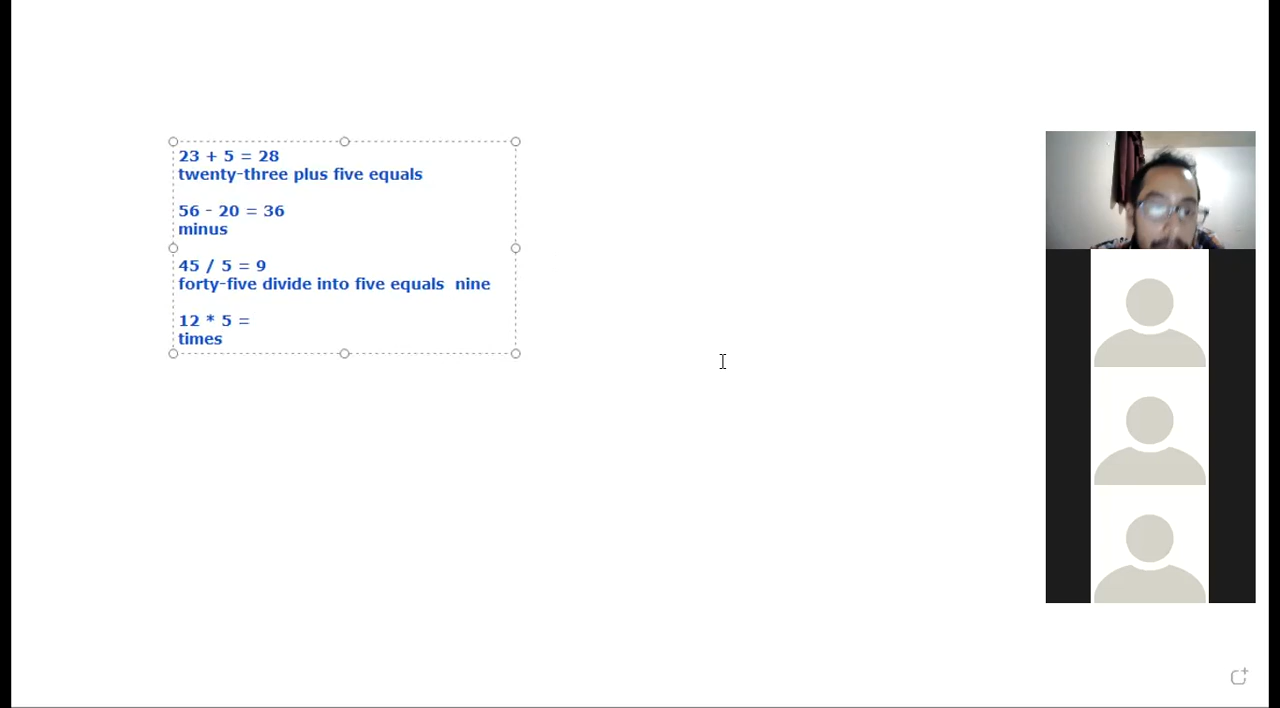 23 + 5 = 28
twenty-three plus five equals
56 - 20 = 36
minus
45 / 5 = 9
forty-five divide into five equals  nine
12 * 5 =
times